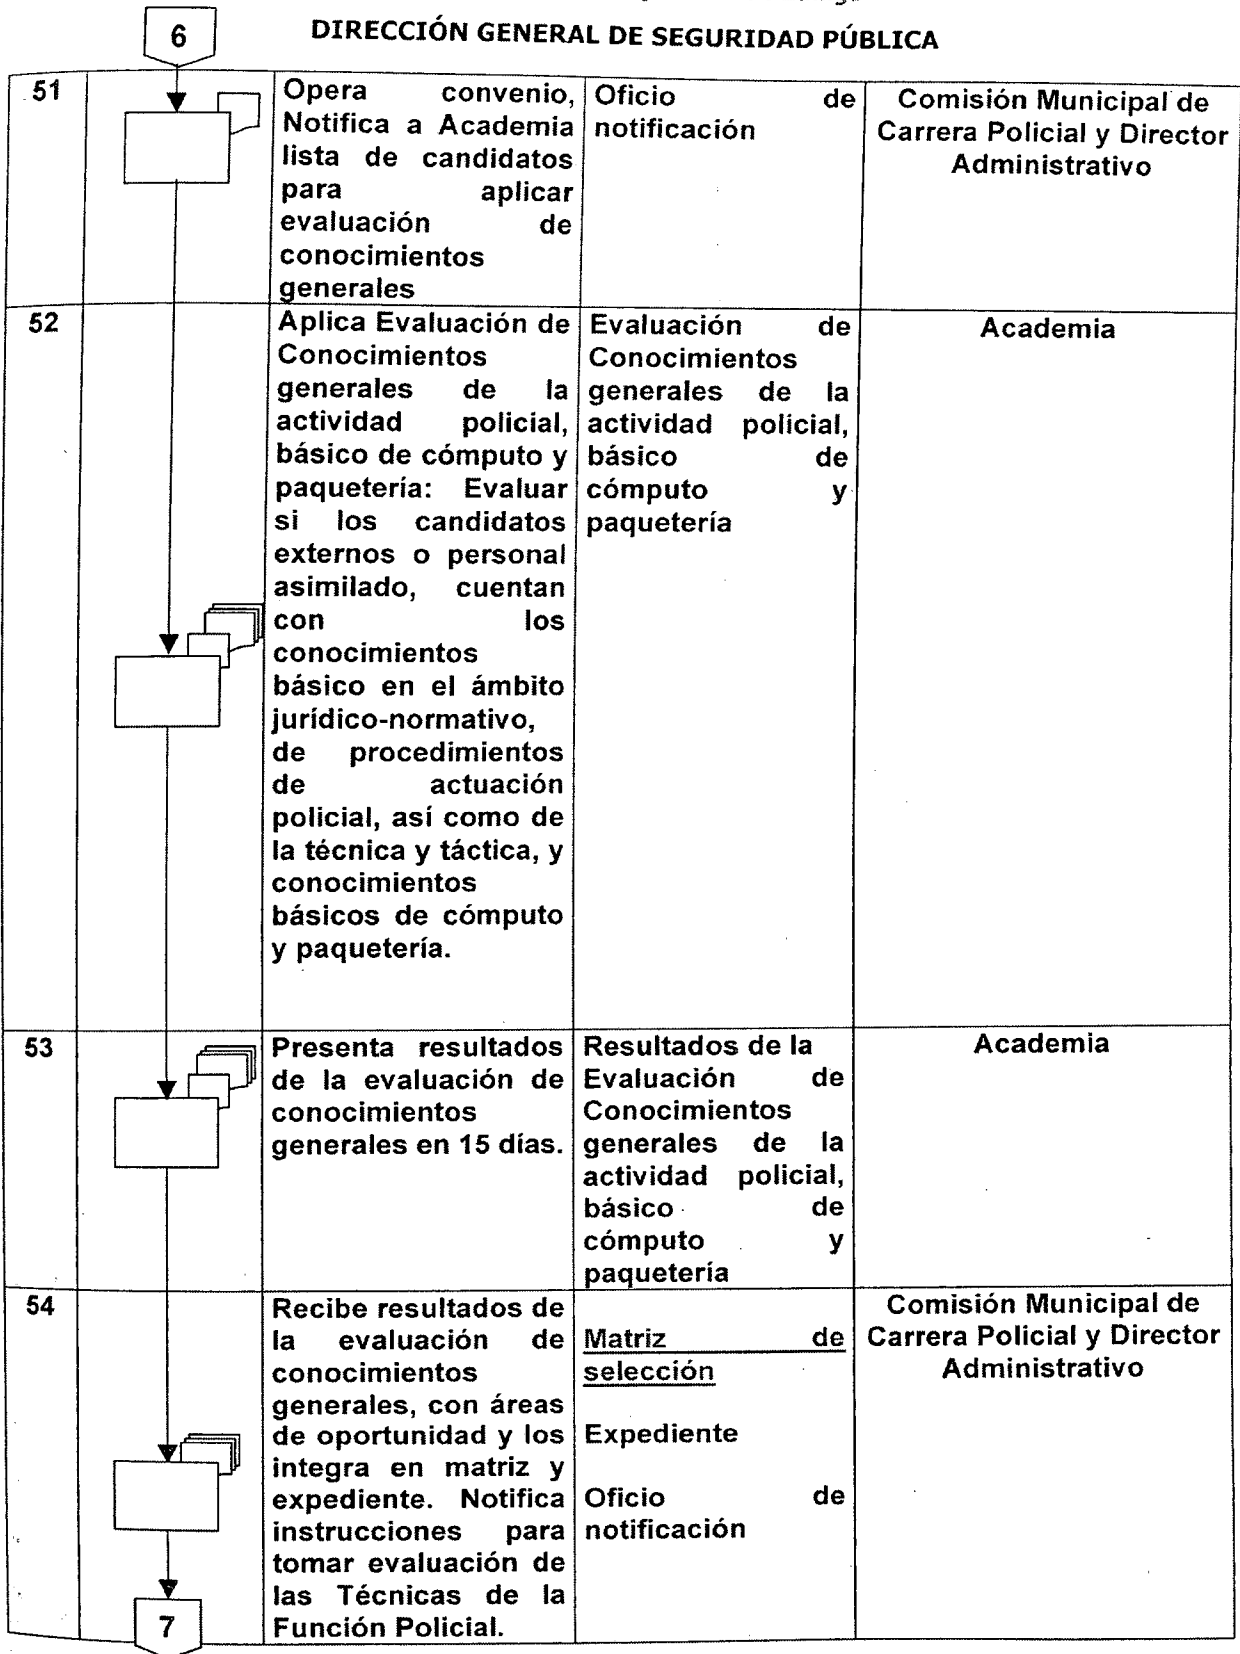 6
DIRECCIÓN GENERAL DE SEGURIDAD PÚBLICA
51
Opera convenio,
Notifica a Academia
lista de candidatos
para aplicar
evaluación de
conocimientos
generales
Oficio de
notificación
Comisión Municipal de
Carrera Policial y Director
Administrativo
52
Aplica Evaluación de
Conocimientos
generales de la
actividad policial,
básico de cómputo y
paquetería: Evaluar
si los candidatos
externos o personal
asimilado, cuentan
con los
conocimientos
básico en el ámbito
jurídico-normativo,
de procedimientos
de actuación
policial, así como de
la técnica y táctica, y
conocimientos
básicos de cómputo
y paquetería.
Evaluación de
Conocimientos
generales de la
actividad policial,
básico de
cómputo y
paquetería
Academia
53
Presenta resultados
de la evaluación de
conocimientos
generales en 15 días.
Resultados de la
Evaluación de
Conocimientos
generales de la
actividad policial,
básico de
cómputo y
paquetería
Academia
54
Recibe resultados de
la evaluación de
conocimientos
generales, con áreas
de oportunidad y los
integra en matriz y
expediente. Notifica
instrucciones para
tomar evaluación de
las Técnicas de la
Función Policial.
Matriz de
selección
Expediente
Oficio de
notificación
Comisión Municipal de
Carrera Policial y Director
Administrativo
7